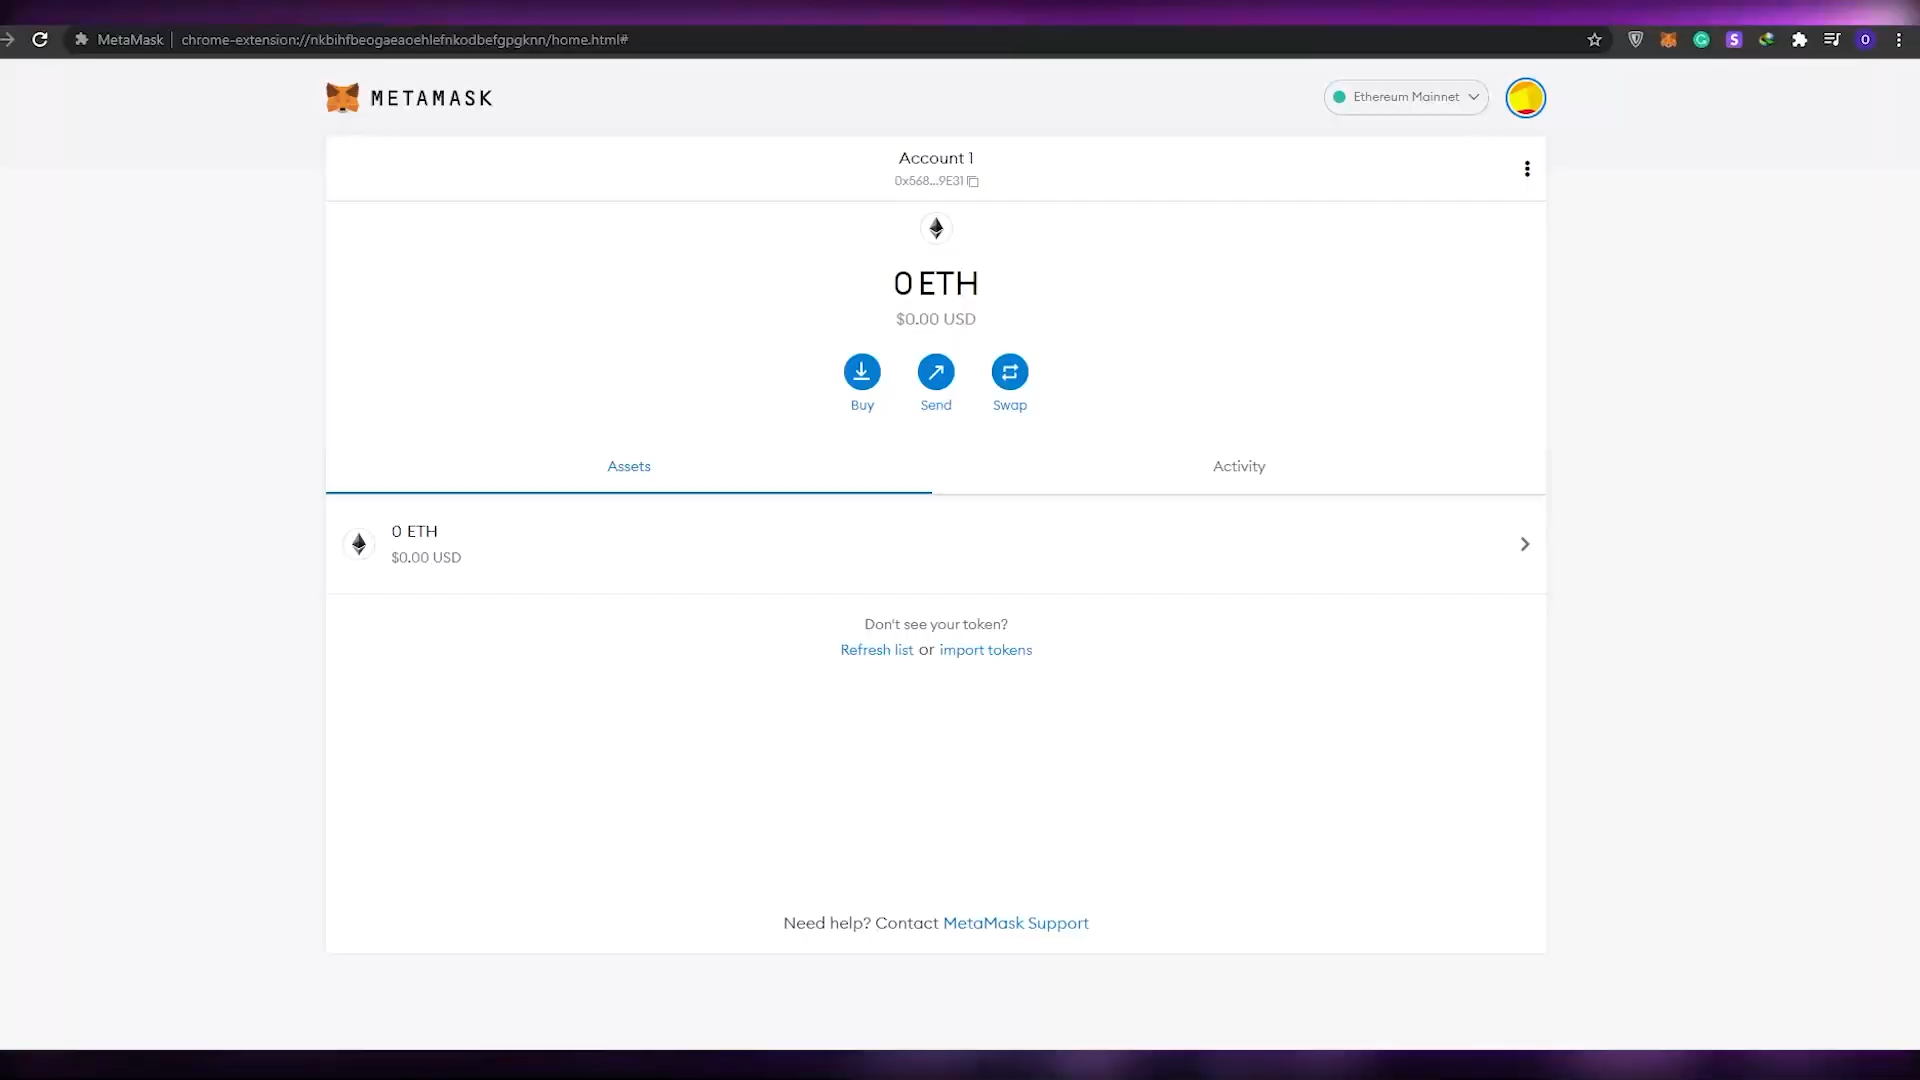 MetaMask
chrome-extension://nkbihfbeogaeaoehlefnkodbefgpgknn/home.html#
S
O
METAMASK
Ethereum Mainnet
Account 1
0x568...9E31
0 ETH
$0.00 USD
Buy
Send
Swap
Assets
Activity
0 ETH
$0.00 USD
Don't see your token?
Refresh list or import tokens
Need help? Contact MetaMask Support